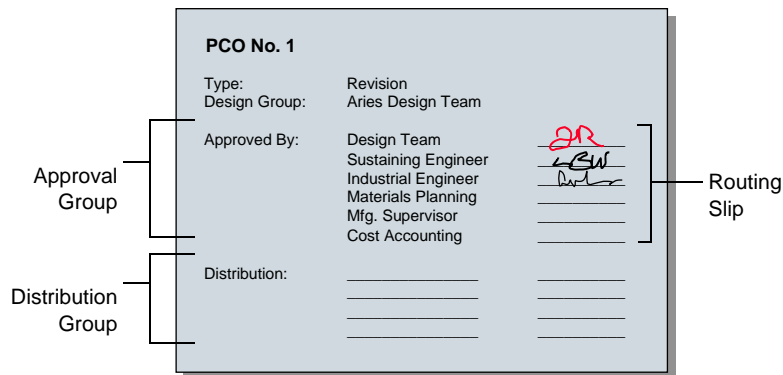 PCO No. 1
Type: Revision
Design Group: Aries Design Team
Approved By: Design Team
Sustaining Engineer
Industrial Engineer
Materials Planning
Mfg. Supervisor
Cost Accounting
Distribution:
Approval
Group
Distribution
Group
Routing
Slip